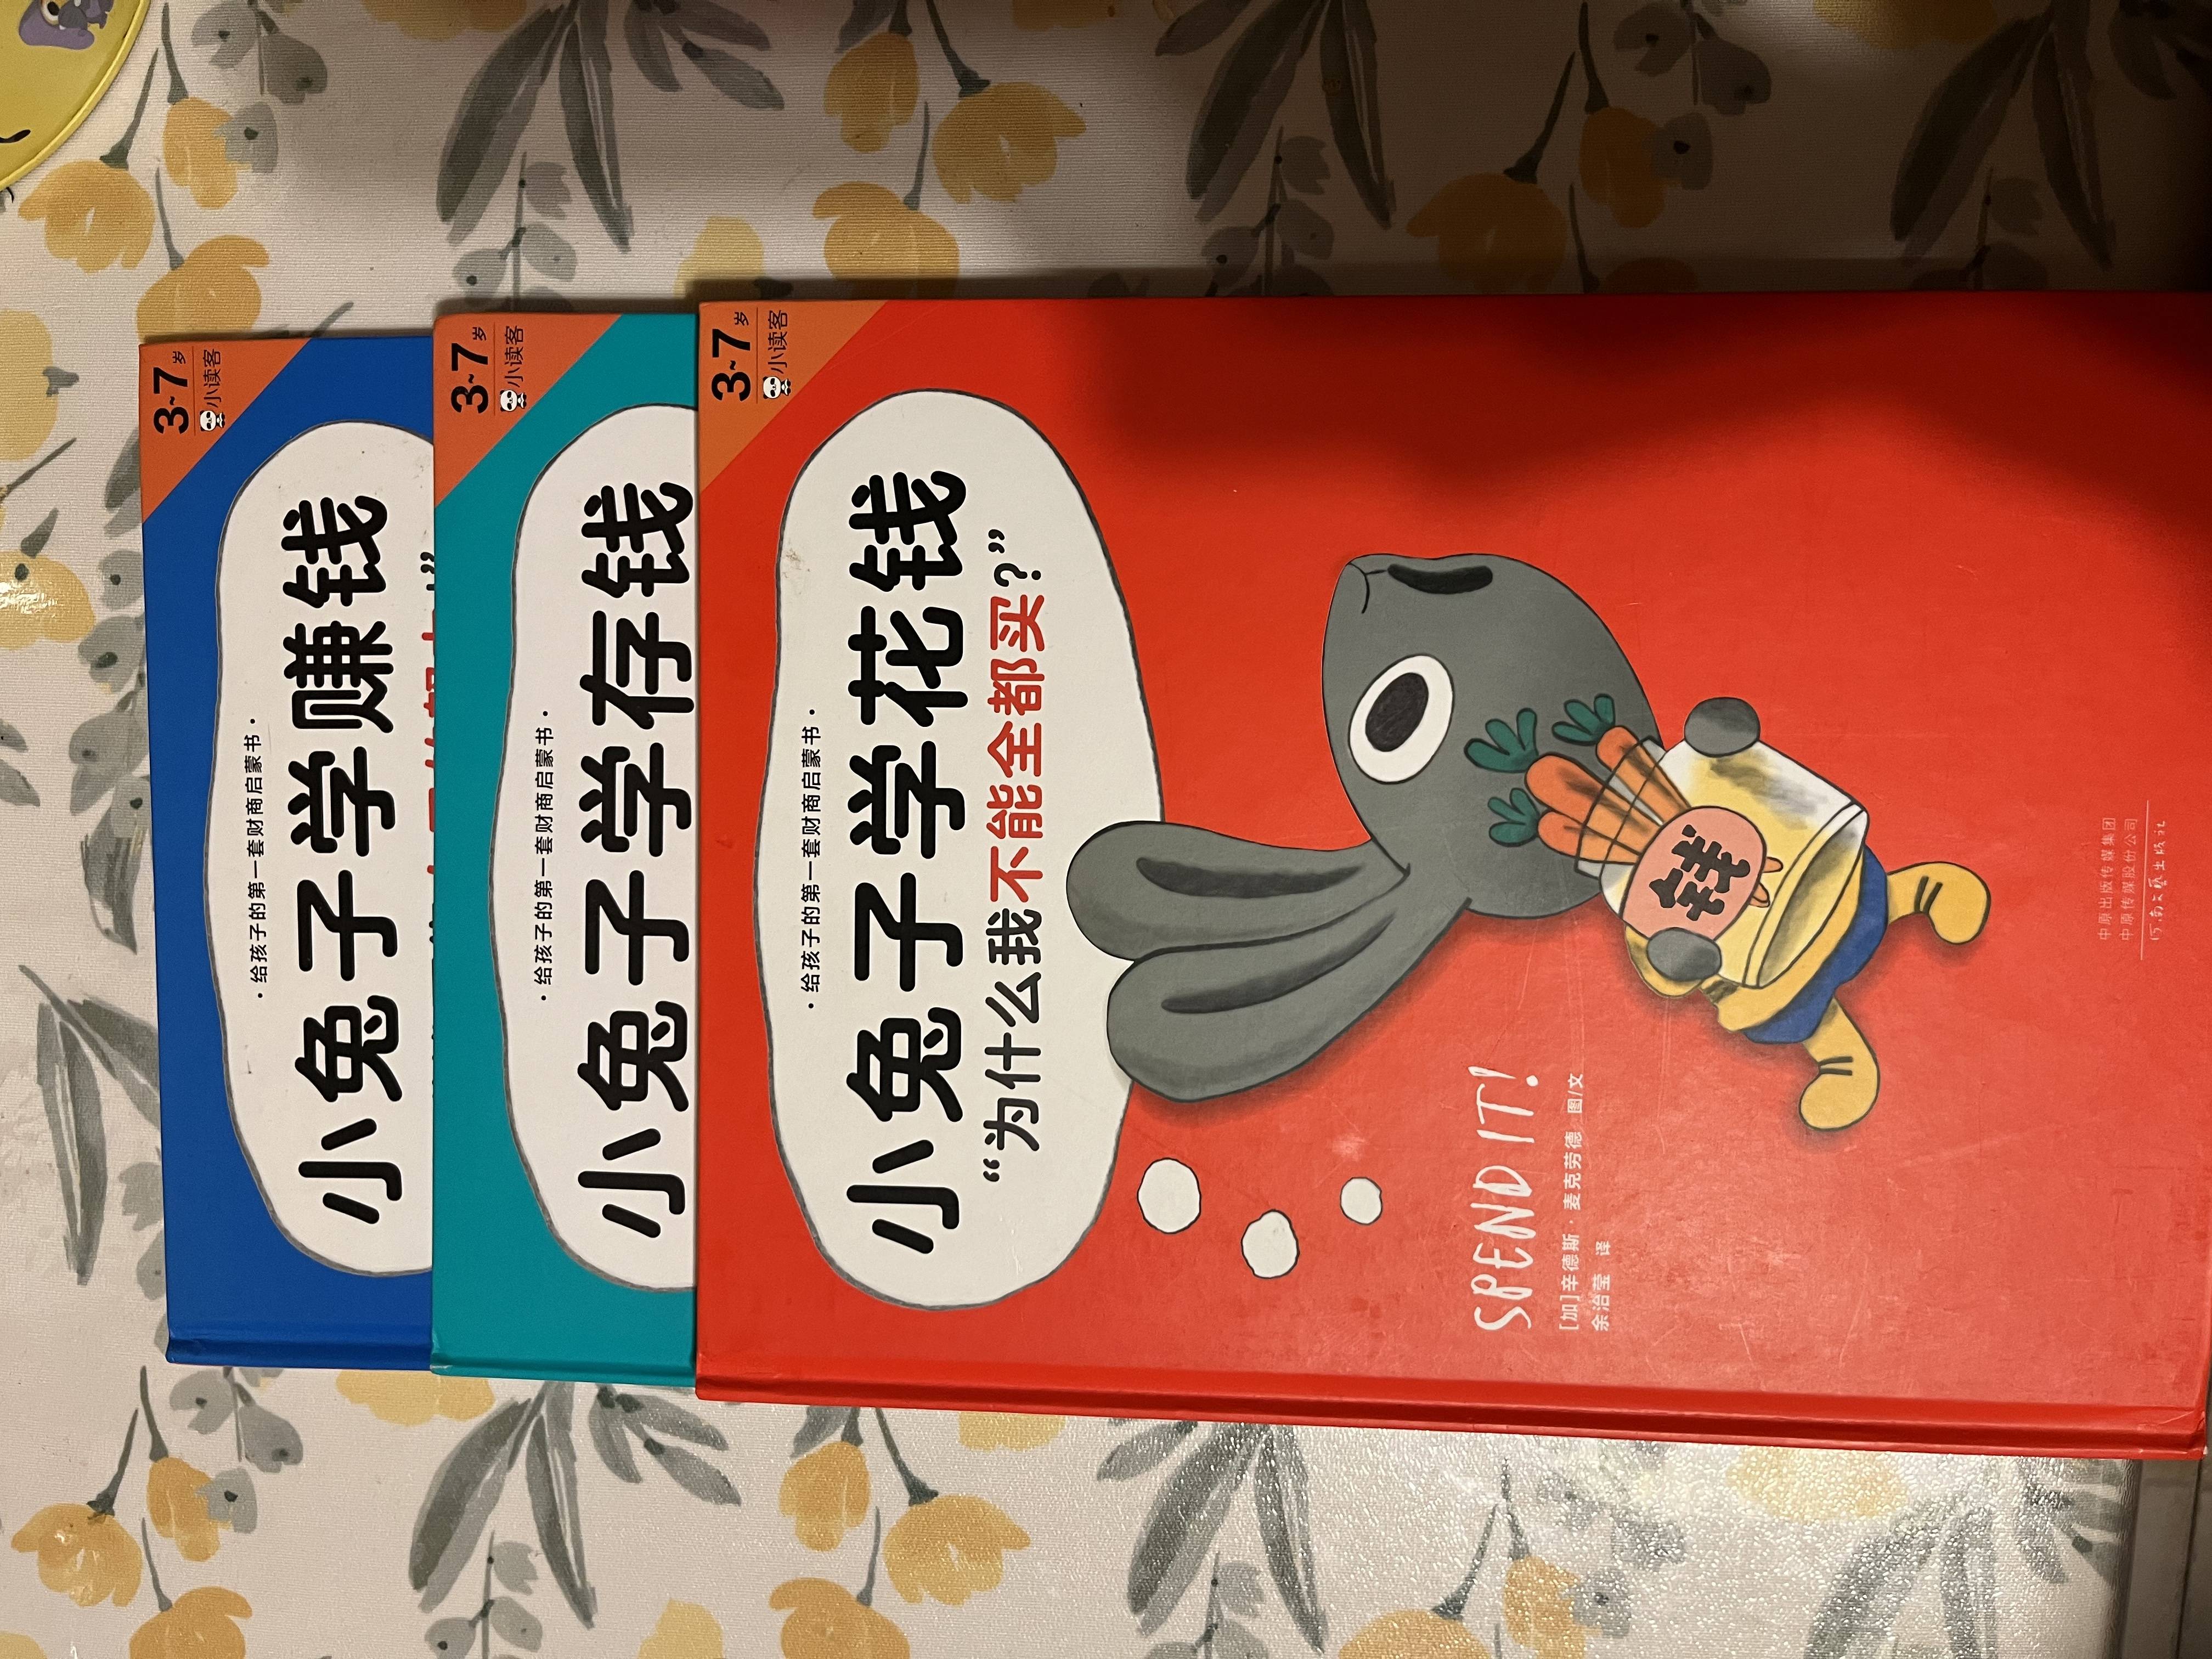 3~7岁
小读客
·给孩子的第一套财商启蒙书·
小兔子学赚钱
3~7岁
小读客
·给孩子的第一套财商启蒙书·
小兔子学存钱
3~7岁
小读客
·给孩子的第一套财商启蒙书·
小兔子学花钱
“为什么我不能全都买?”
钱
SPEND IT!
[加]辛德斯·麦克劳德 图/文
余治莹 译
中原出版传媒集团
中原传媒股份公司
河南文艺出版社